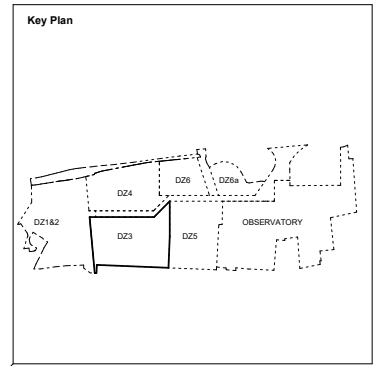 Key Plan
DZ6
DZ6a
DZ4
DZ1&2
OBSERVATORY
DZ3
DZ5